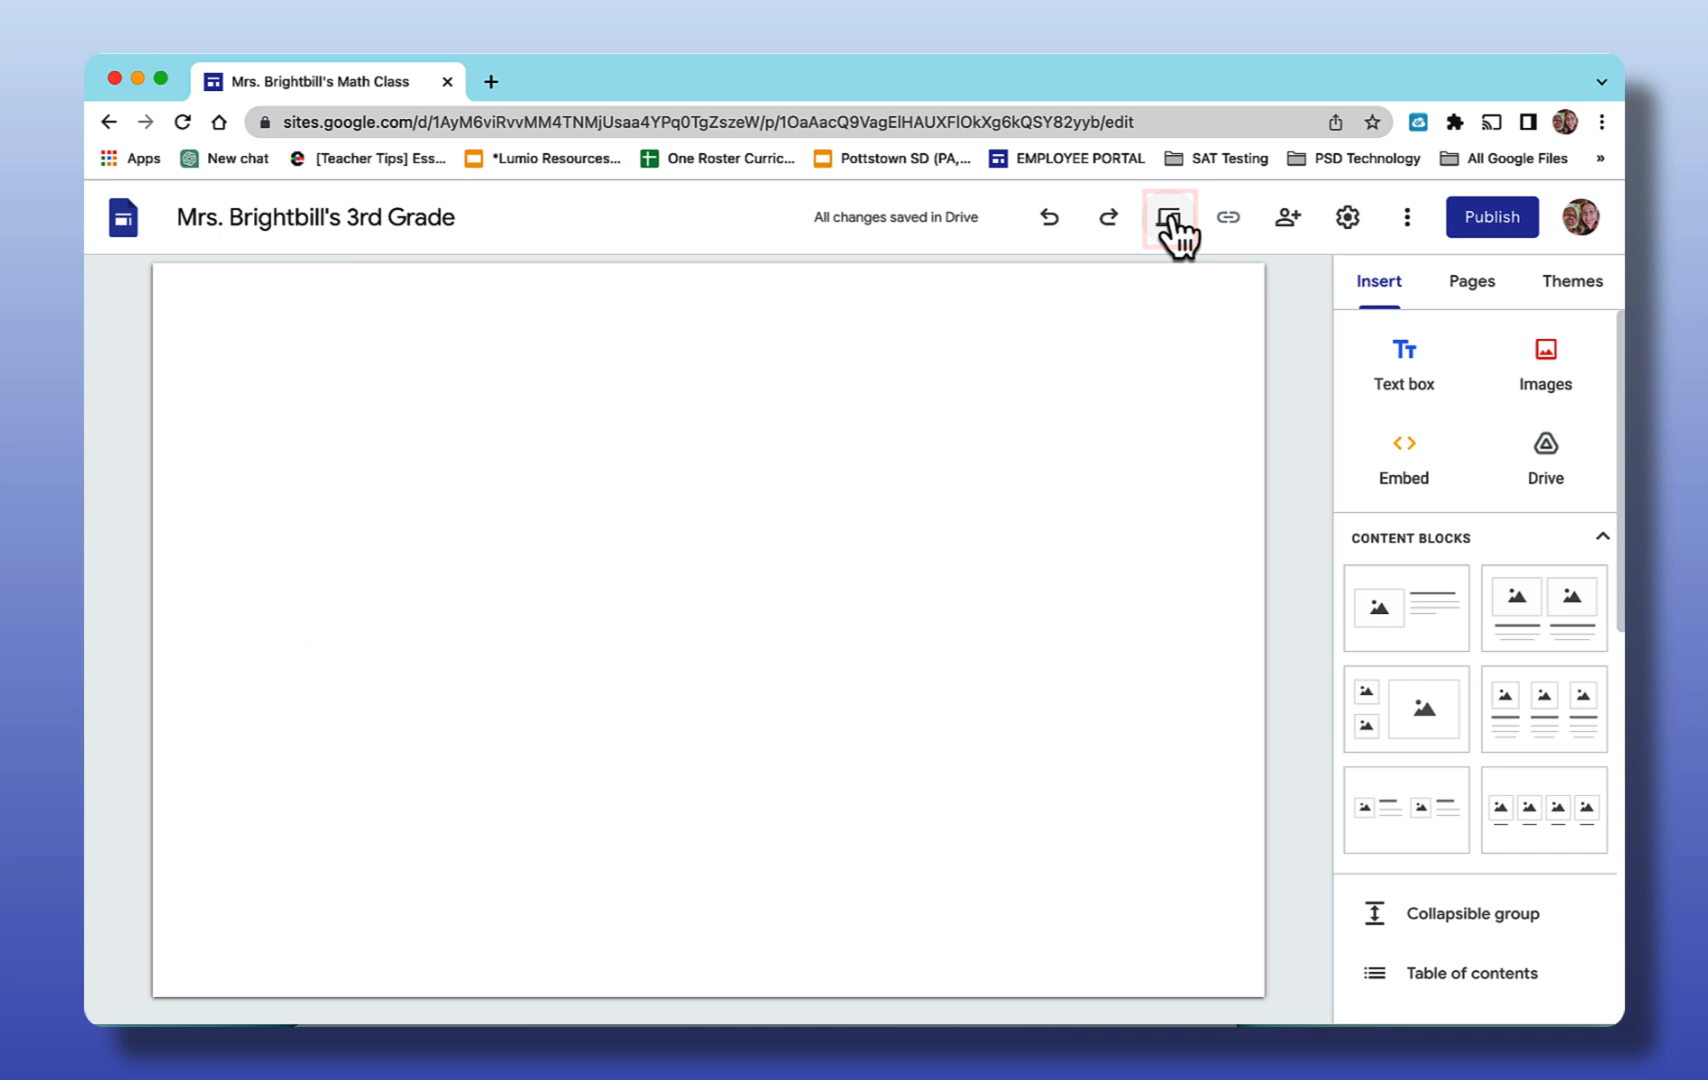 Mrs. Brightbill's Math Class
sites.google.com/d/1AyM6viRvvMM4TNMjUsaa4YPq0TgZszeW/p/1OaAacQ9VagElHAUXFlOkXg6kQSY82yyb/edit
Apps New chat [Teacher Tips] Ess... *Lumio Resources... One Roster Curric... Pottstown SD (PA,... EMPLOYEE PORTAL SAT Testing PSD Technology All Google Files »
Mrs. Brightbill's 3rd Grade All changes saved in Drive Publish
Insert Pages Themes
Tт
Text box Images
Embed Drive
CONTENT BLOCKS
Collapsible group
Table of contents